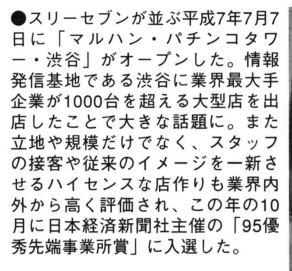 ●スリーセブンが並ぶ平成7年7月7
日に「マルハン・パチンコタワ
ー・渋谷」がオープンした。情報
発信基地である渋谷に業界最大手
企業が1000台を超える大型店を出
店したことで大きな話題に。また
立地や規模だけでなく、スタッフ
の接客や従来のイメージを一新さ
せるハイセンスな店作りも業界内
外から高く評価され、この年の10
月に日本経済新聞社主催の「95優
秀先端事業所賞」に入選した。